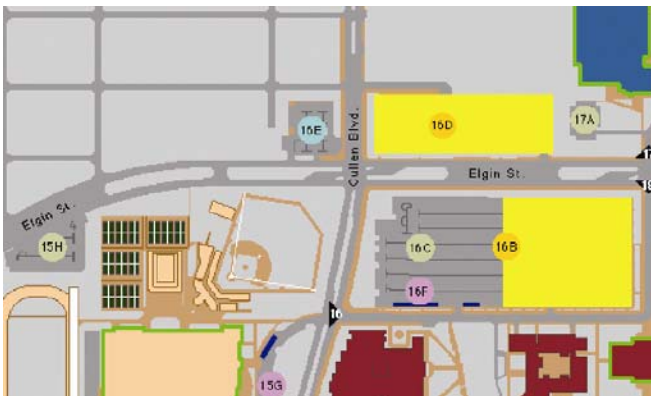 16E
16D
17A
Cullen Blvd.
Elgin St.
Elgin St.
15H
16C
16B
16F
16
15G